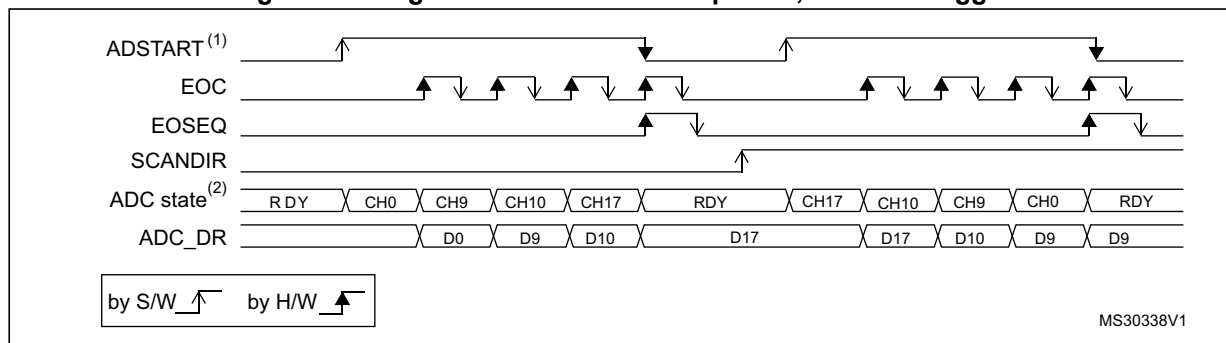 ADSTART(1)
EOC
EOSEQ
SCANDIR
ADC state(2) RDY CH0 CH9 CH10 CH17 RDY CH17 CH10 CH9 CH0 RDY
ADC_DR D0 D9 D10 D17 D17 D10 D9 D9
by S/W by H/W
MS30338V1